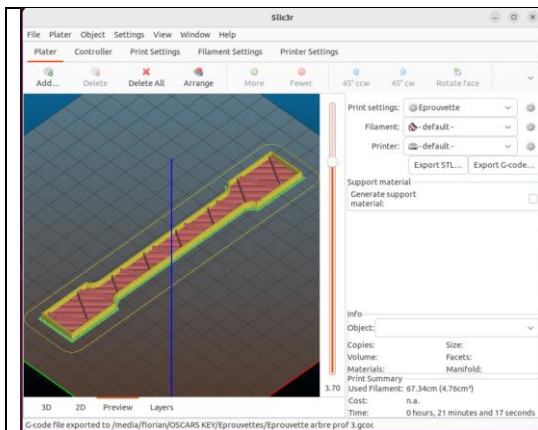 Slic3r
File Plater Object Settings View Window Help
Plater Controller Print Settings Filament Settings Printer Settings
Add... Delete Delete All Arrange More Fewer 45° ccw 45° cw Rotate face
Print settings: Eprouvette
Filament: - default -
Printer: - default -
Export STL... Export G-code...
Support material
Generate support
material:
Info
Object:
Copies: Size:
Volume: Facets:
Materials: Manifold:
Print Summary
3.70 Used Filament: 67.34cm (4.76cm³)
Cost: n.a.
Time: 0 hours, 21 minutes and 17 seconds
3D 2D Preview Layers
G-code file exported to /media/florian/OSCARS KEY/Eprouvettes/Eprouvette arbre prof 3.gcoc